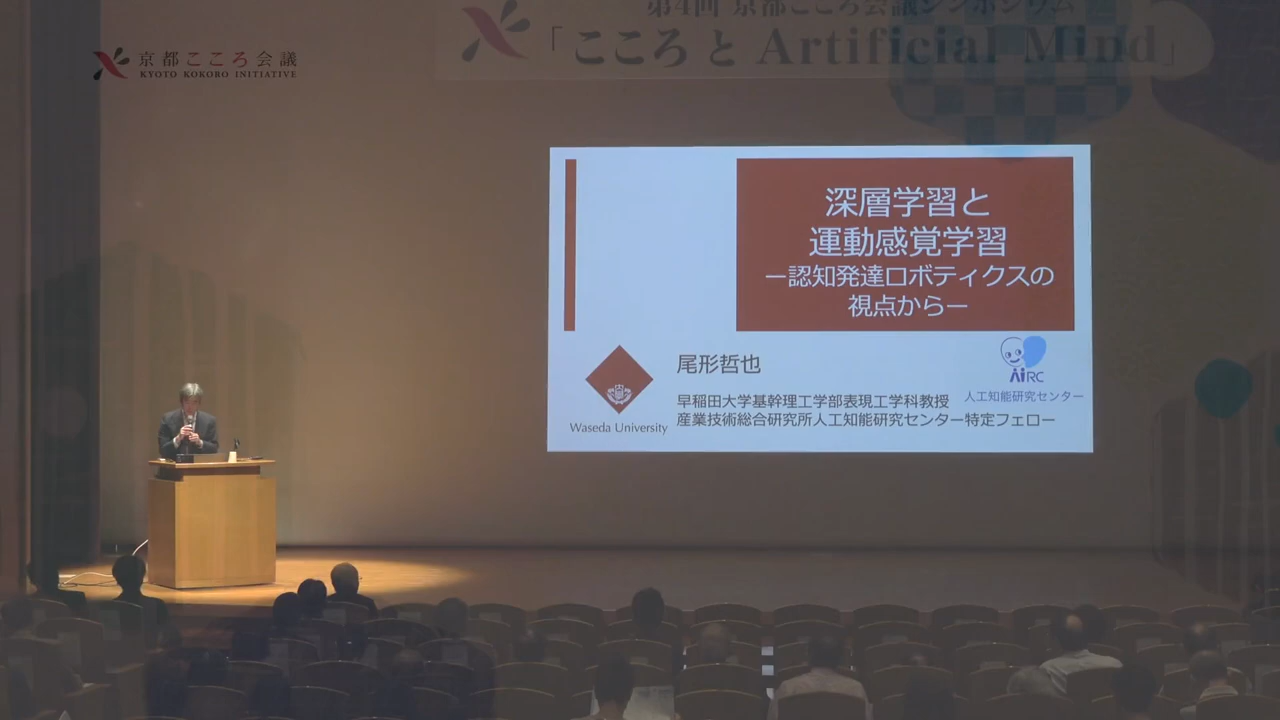 第4回 京都こころ会議シンポジウム
「こころ と Artificial Mind」
京都こころ会議
KYOTO KOKORO INITIATIVE
深層学習と
運動感覚学習
ー認知発達ロボティクスの
視点からー
尾形哲也
早稲田大学基幹理工学部表現工学科教授
産業技術総合研究所人工知能研究センター特定フェロー
Waseda University
AIRC
人工知能研究センター